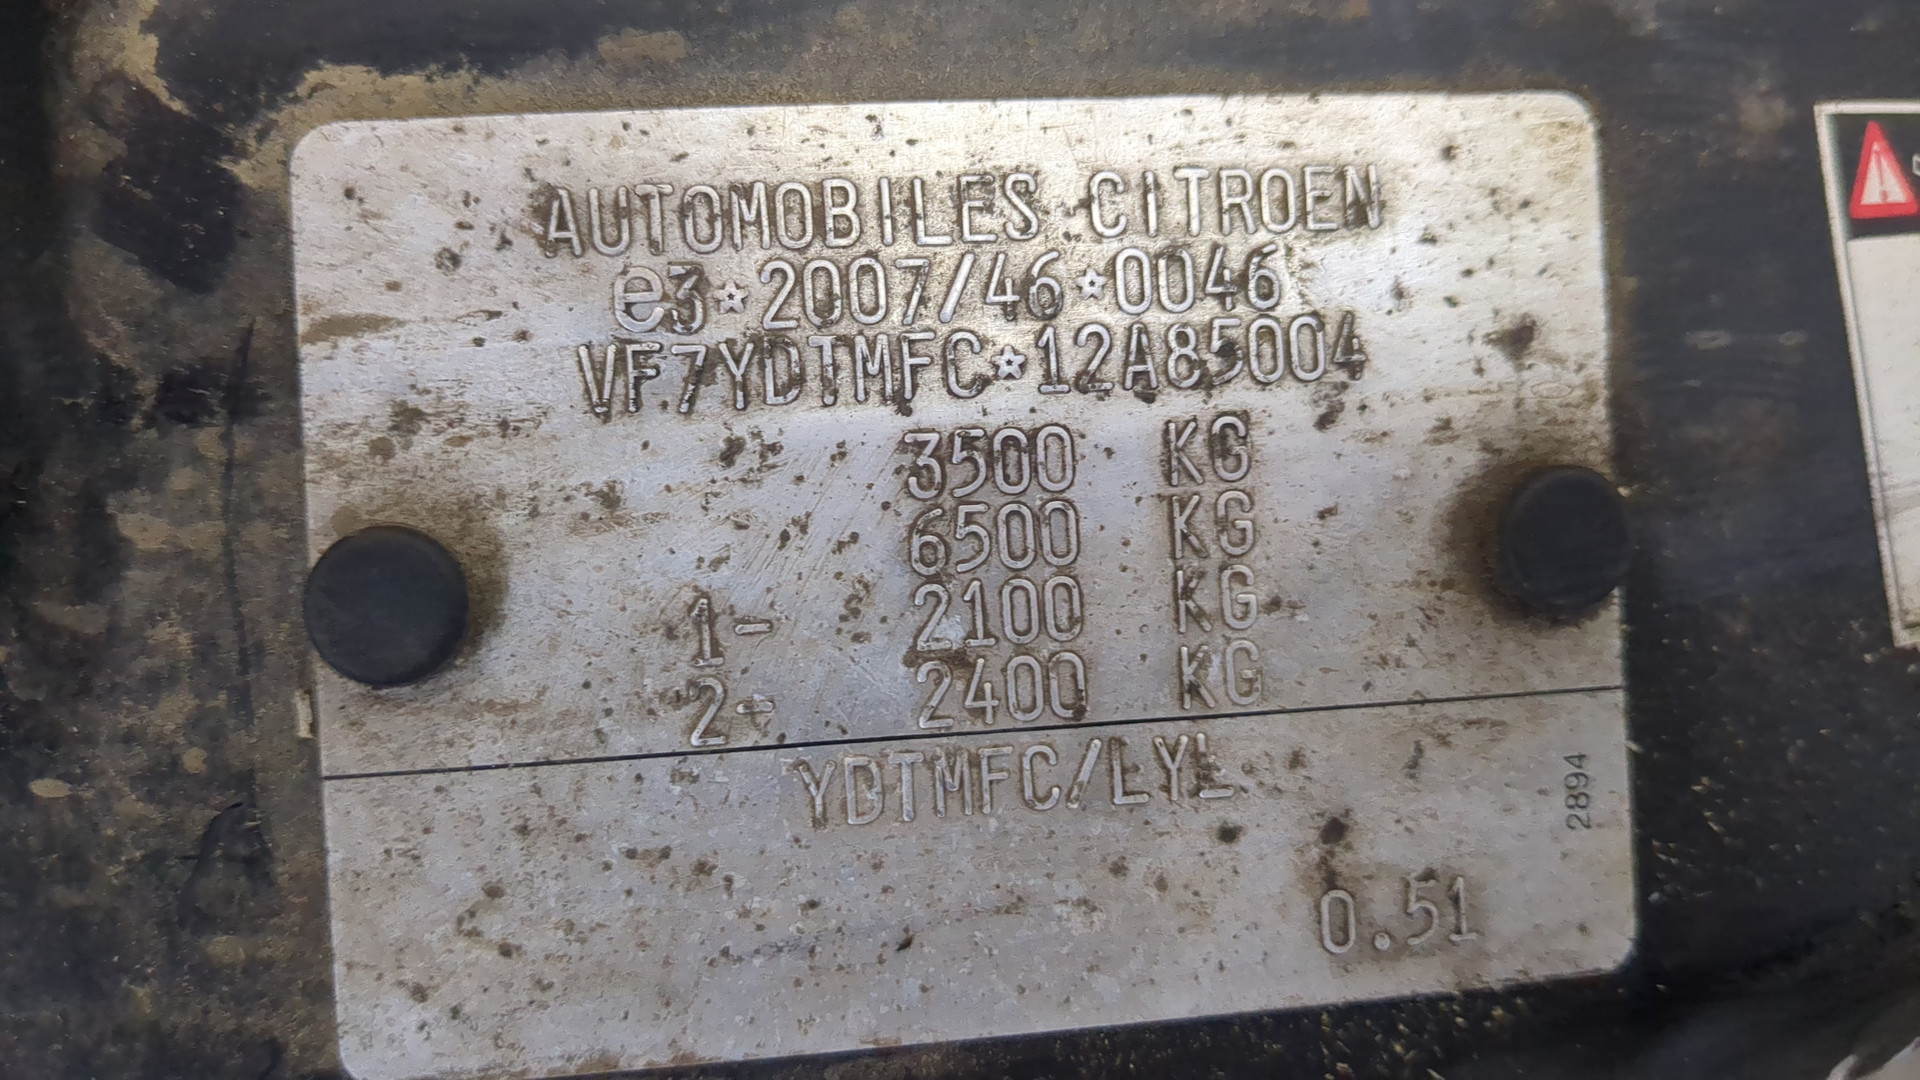 AUTOMOBILES CITROEN
e3*2007/46*0046
VF7YDTMFC*12A85004
3500 KG
6500 KG
1- 2100 KG
2- 2400 KG
YDTMFC/LYL
2894
0.51